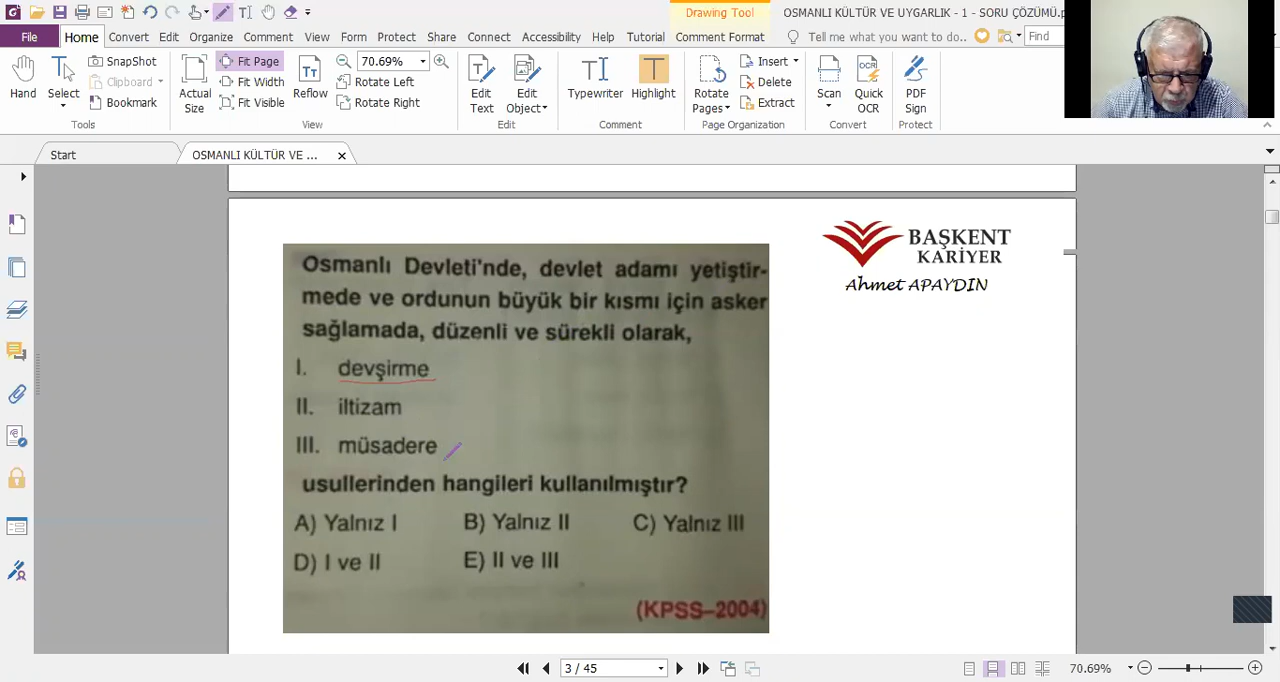 OSMANLI KÜLTÜR VE UYGARLIK - 1 - SORU ÇÖZÜMÜ.p
Drawing Tool
File Home Convert Edit Organize Comment View Form Protect Share Connect Accessibility Help Tutorial Comment Format Tell me what you want to do.. Find
Hand Select SnapShot Clipboard Bookmark
Tools
Actual Size Fit Page Fit Width Fit Visible Reflow 70.69% Rotate Left Rotate Right
View
Edit Text Edit Object
Edit
Typewriter Highlight
Comment
Rotate Pages Insert Delete Extract
Page Organization
Scan Quick OCR
Convert
PDF Sign
Protect
Start OSMANLI KÜLTÜR VE ...
BAŞKENT
KARİYER
Ahmet APAYDIN
Osmanlı Devleti'nde, devlet adamı yetiştir-
mede ve ordunun büyük bir kısmı için asker
sağlamada, düzenli ve sürekli olarak,
I. devşirme
II. iltizam
III. müsadere
usullerinden hangileri kullanılmıştır?
A) Yalnız I B) Yalnız II C) Yalnız III
D) I ve II E) II ve III
(KPSS–2004)
3 / 45 70.69%